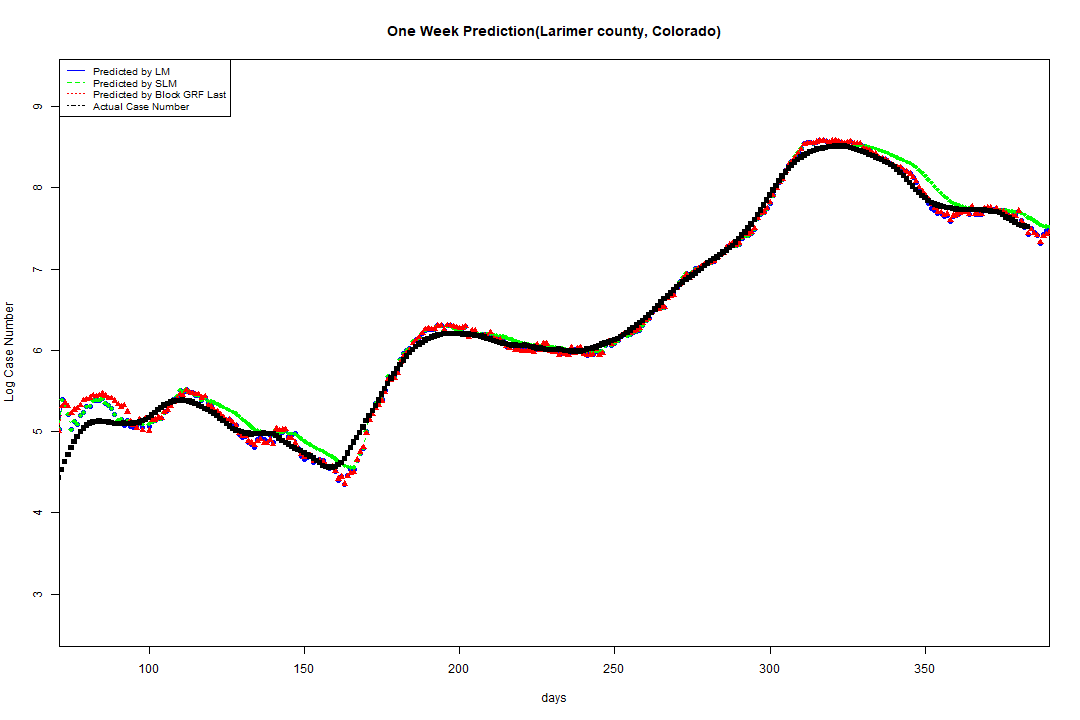 One Week Prediction(Larimer county, Colorado)
Predicted by LM
Predicted by SLM
Predicted by Block GRF Last
Actual Case Number
9
8
7
6
5
4
3
Log Case Number
100
150
200
250
300
350
days